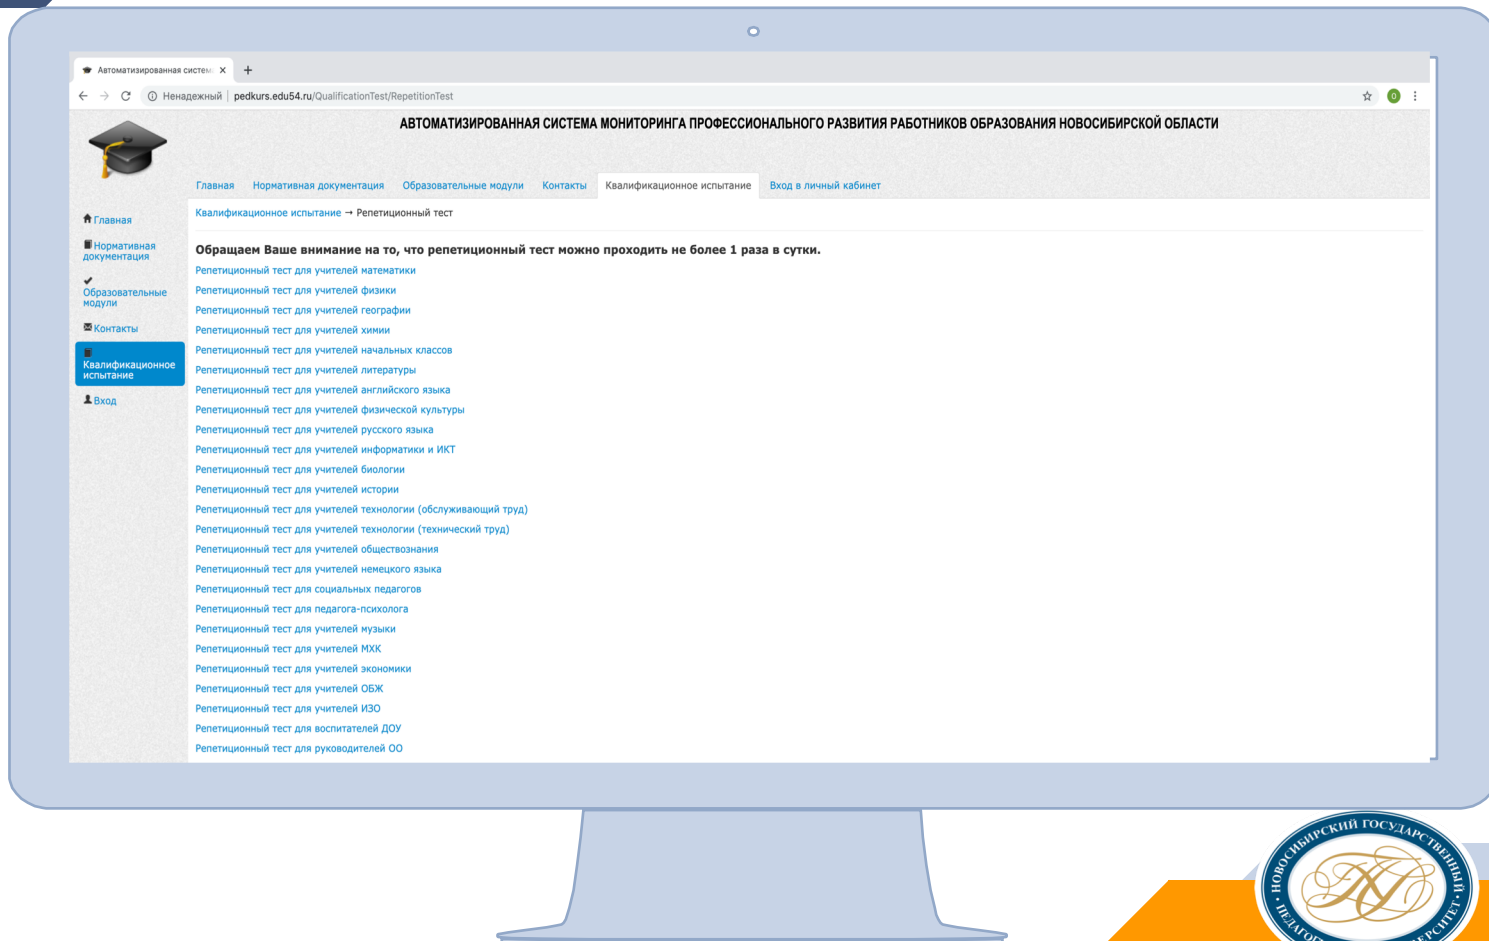 Автоматизированная систем
Ненадежный | pedkurs.edu54.ru/QualificationTest/RepetitionTest
О
АВТОМАТИЗИРОВАННАЯ СИСТЕМА МОНИТОРИНГА ПРОФЕССИОНАЛЬНОГО РАЗВИТИЯ РАБОТНИКОВ ОБРАЗОВАНИЯ НОВОСИБИРСКОЙ ОБЛАСТИ
Главная Нормативная документация Образовательные модули Контакты Квалификационное испытание Вход в личный кабинет
Главная
Нормативная
документация
Образовательные
модули
Контакты
Квалификационное
испытание
Вход
Квалификационное испытание → Репетиционный тест
Обращаем Ваше внимание на то, что репетиционный тест можно проходить не более 1 раза в сутки.
Репетиционный тест для учителей математики
Репетиционный тест для учителей физики
Репетиционный тест для учителей географии
Репетиционный тест для учителей химии
Репетиционный тест для учителей начальных классов
Репетиционный тест для учителей литературы
Репетиционный тест для учителей английского языка
Репетиционный тест для учителей физической культуры
Репетиционный тест для учителей русского языка
Репетиционный тест для учителей информатики и ИКТ
Репетиционный тест для учителей биологии
Репетиционный тест для учителей истории
Репетиционный тест для учителей технологии (обслуживающий труд)
Репетиционный тест для учителей технологии (технический труд)
Репетиционный тест для учителей обществознания
Репетиционный тест для учителей немецкого языка
Репетиционный тест для социальных педагогов
Репетиционный тест для педагога-психолога
Репетиционный тест для учителей музыки
Репетиционный тест для учителей МХК
Репетиционный тест для учителей экономики
Репетиционный тест для учителей ОБЖ
Репетиционный тест для учителей ИЗО
Репетиционный тест для воспитателей ДОУ
Репетиционный тест для руководителей ОО
НОВОСИБИРСКИЙ ГОСУДАРСТВЕННЫЙ